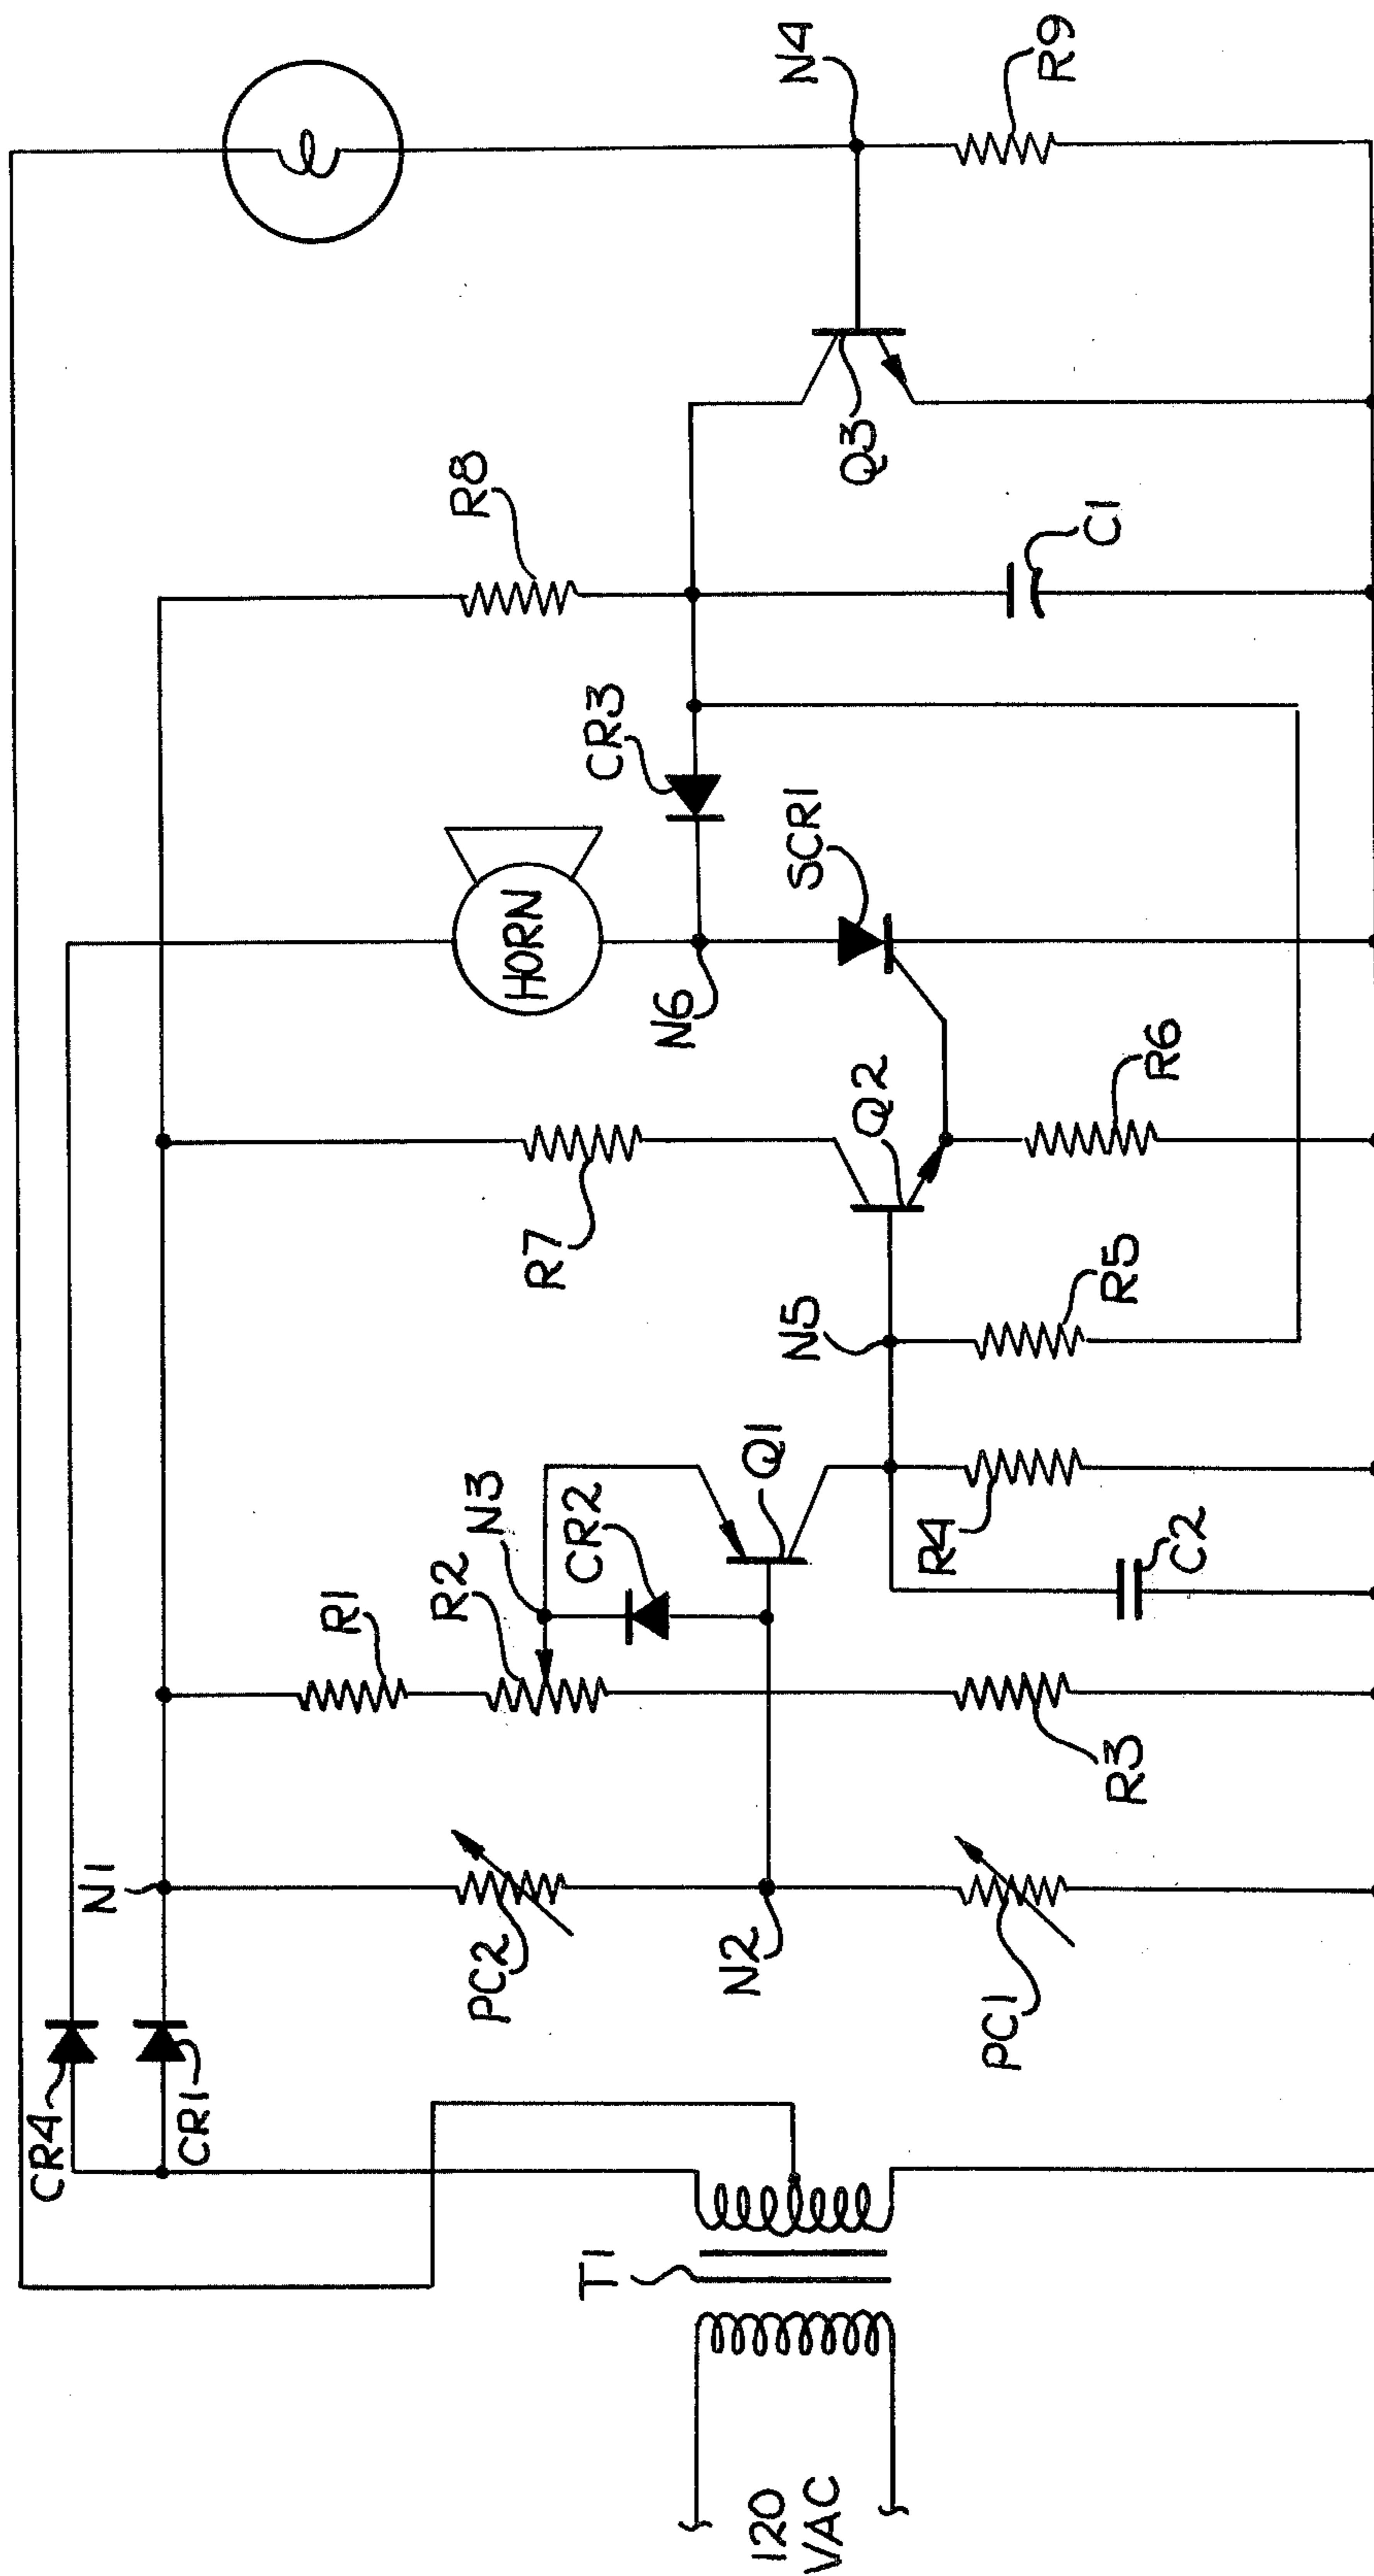 120
VAC
T1
CR4
CR1
N1
PC2
N2
PC1
R1
R2
N3
CR2
Q1
R3
C2
R4
N5
R5
R7
Q2
R6
HORN
N6
SCR1
CR3
R8
C1
Q3
N4
R9